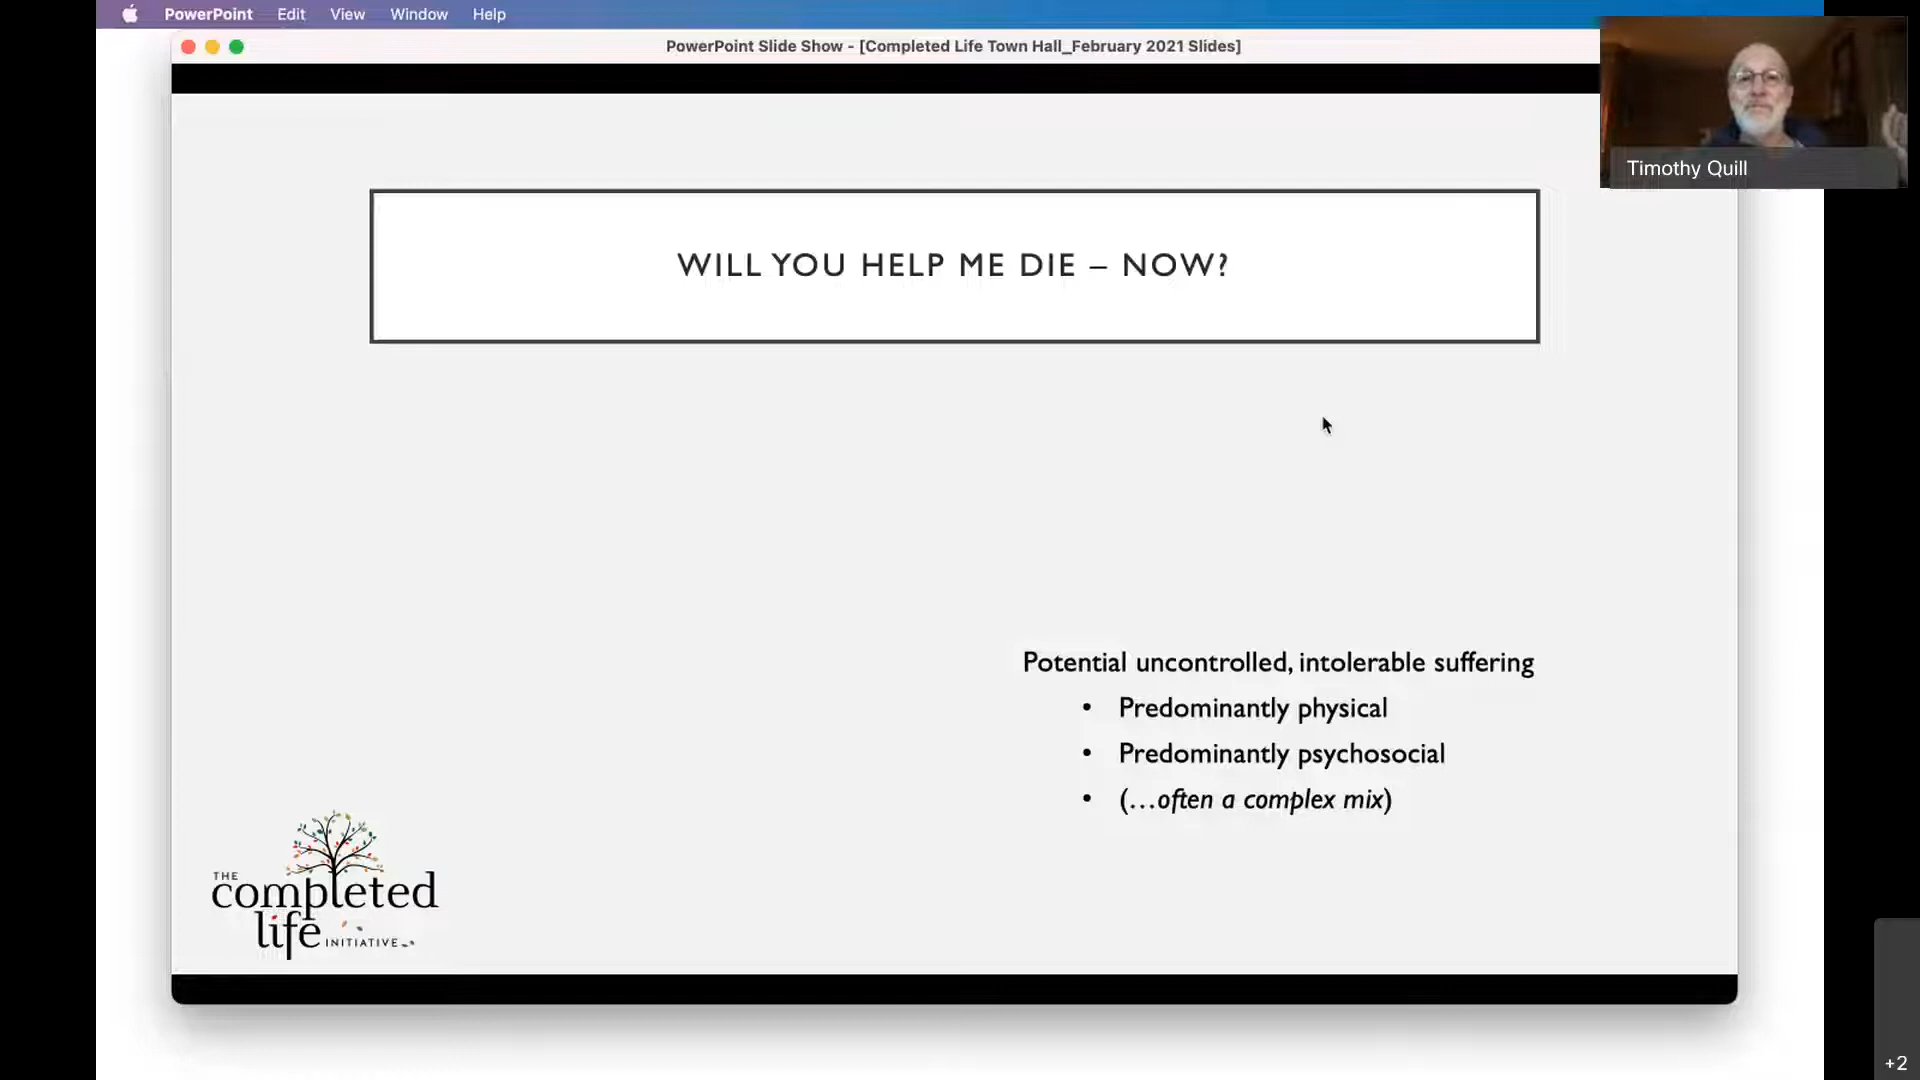 PowerPoint Edit View Window Help
PowerPoint Slide Show - [Completed Life Town Hall_February 2021 Slides]
Timothy Quill
WILL YOU HELP ME DIE – NOW?
Potential uncontrolled, intolerable suffering
• Predominantly physical
• Predominantly psychosocial
• (…often a complex mix)
THE
completed
life INITIATIVE
+2